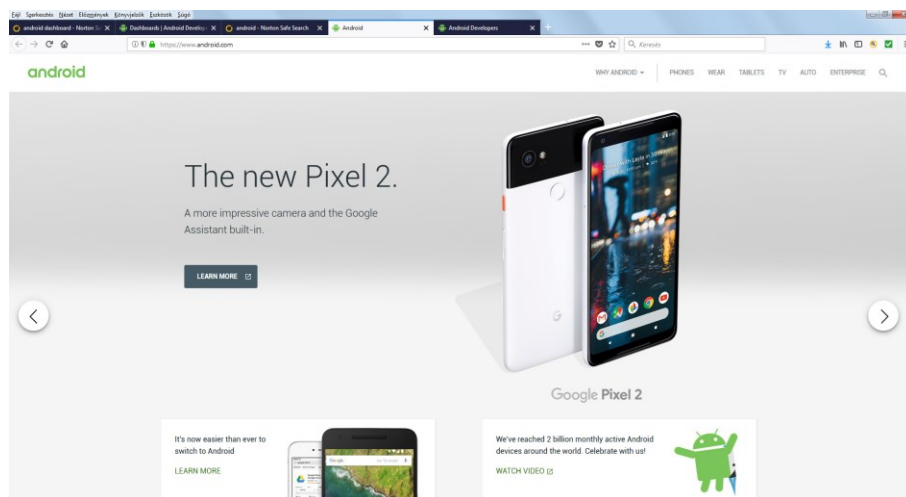 Fájl Szerkesztés Nézet Előzmények Könyvjelzők Eszközök Súgó
android dashboard - Norton S
Dashboards | Android Develop
android - Norton Safe Search
Android
Android Developers
https://www.android.com
Keresés
android
WHY ANDROID
PHONES
WEAR
TABLETS
TV
AUTO
ENTERPRISE
The new Pixel 2.
A more impressive camera and the Google
Assistant built-in.
LEARN MORE
G
Google Pixel 2
It's now easier than ever to
switch to Android
LEARN MORE
Google
We've reached 2 billion monthly active Android
devices around the world. Celebrate with us!
WATCH VIDEO